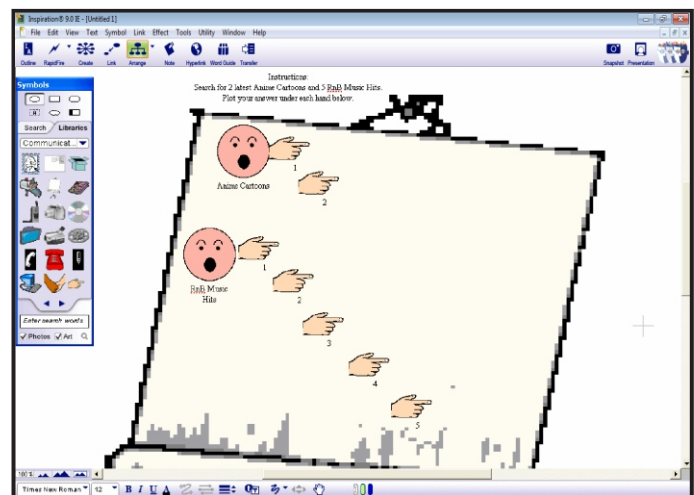 Inspiration® 9.0 IE - [Untitled 1]
File Edit View Text Symbol Link Effect Tools Utility Window Help
Outline RapidFire Create Link Arrange Note Hyperlink Word Guide Transfer Snapshot Presentation
Symbols
Search Libraries
Communicat...
Enter search words
Photos Art
Instructions:
Search for 2 latest Anime Cartoons and 5 RnB Music Hits.
Plot your answer under each hand below.
1
Anime Cartoons
2
1
RnB Music
Hits
2
3
4
5
Times New Roman 12 B I U A